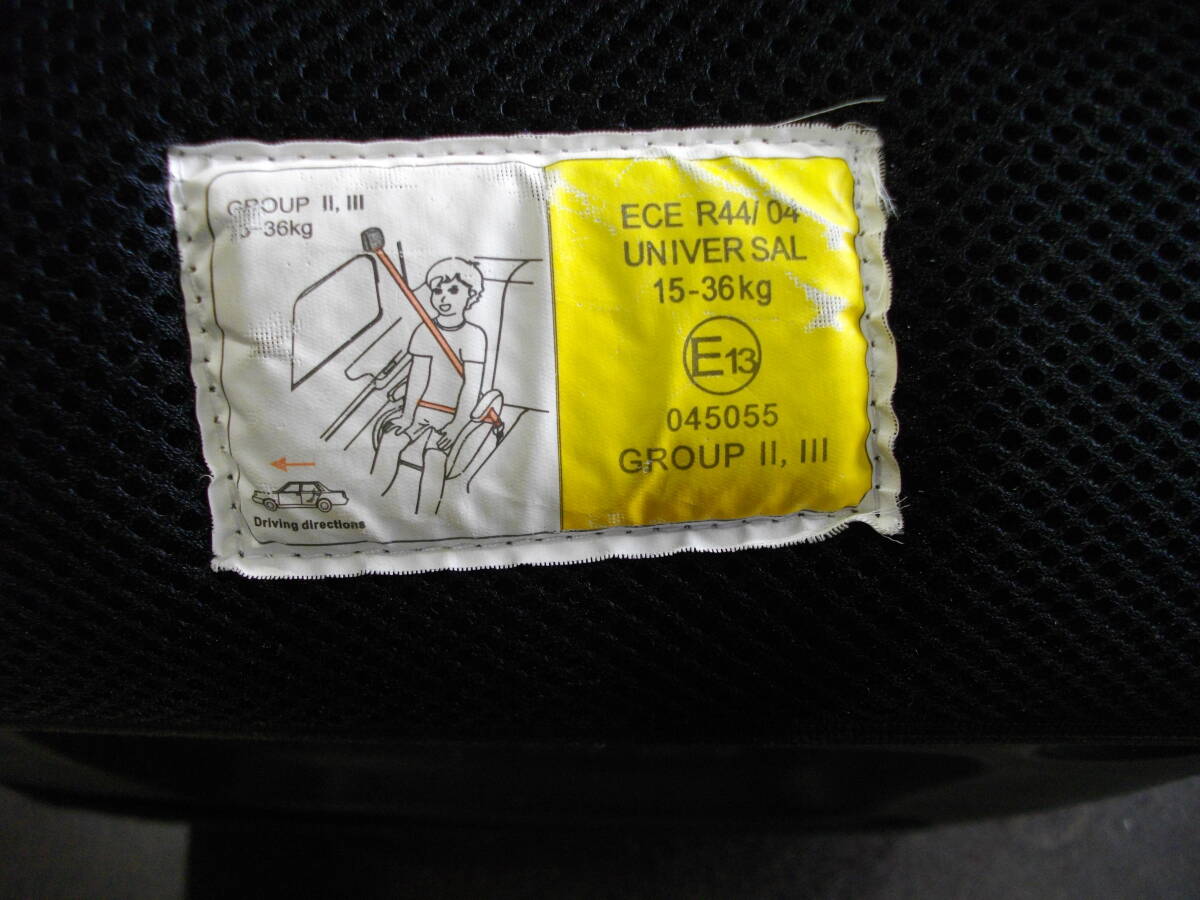 GROUP II, III
15-36kg
Driving directions
ECE R44/04
UNIVERSAL
15-36kg
E13
045055
GROUP II, III